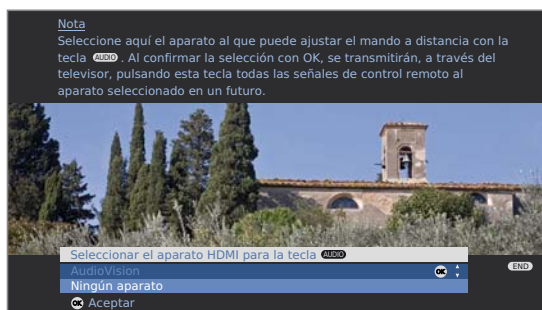 Nota
Seleccione aquí el aparato al que puede ajustar el mando a distancia con la
tecla AUDIO . Al confirmar la selección con OK, se transmitirán, a través del
televisor, pulsando esta tecla todas las señales de control remoto al
aparato seleccionado en un futuro.
Seleccionar el aparato HDMI para la tecla AUDIO
AudioVision OK
END
Ningún aparato
OK Aceptar